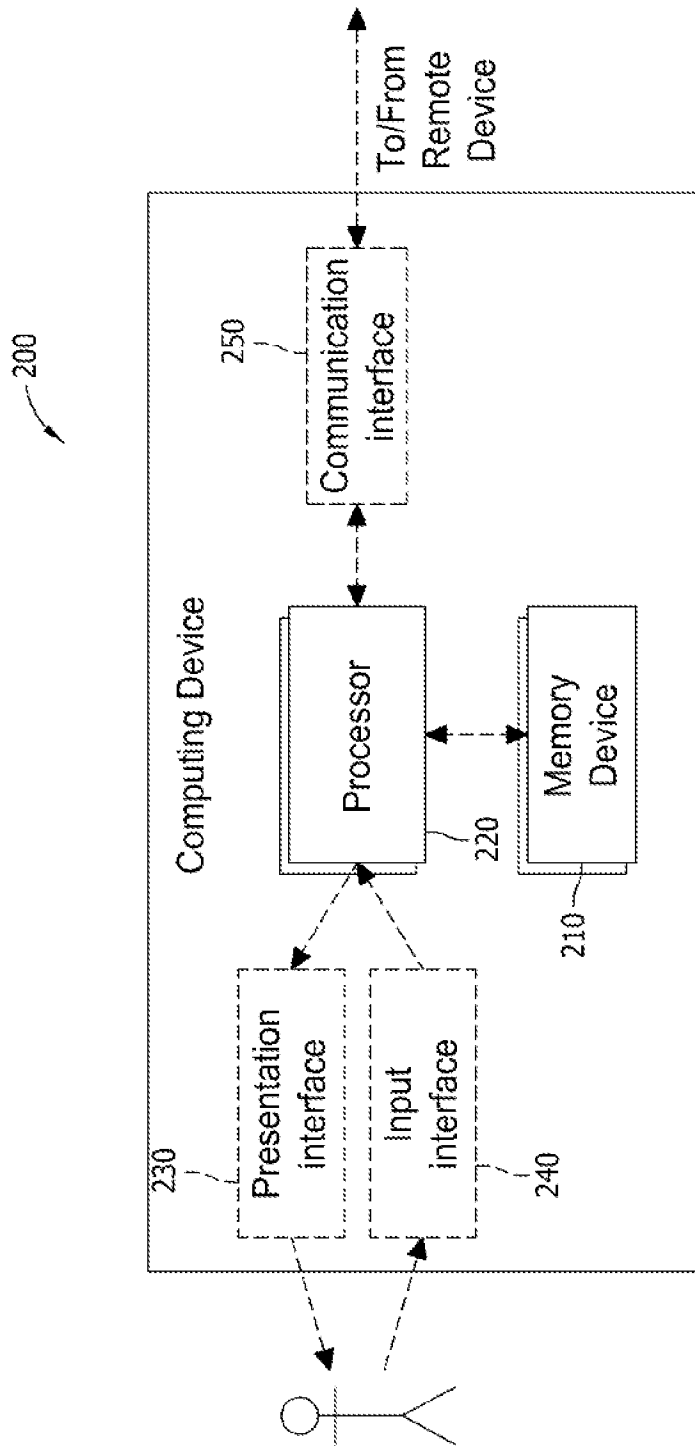 200
Computing Device
230
Presentation
interface
240
Input
interface
Processor
220
Memory
Device
210
250
Communication
interface
To/From
Remote
Device